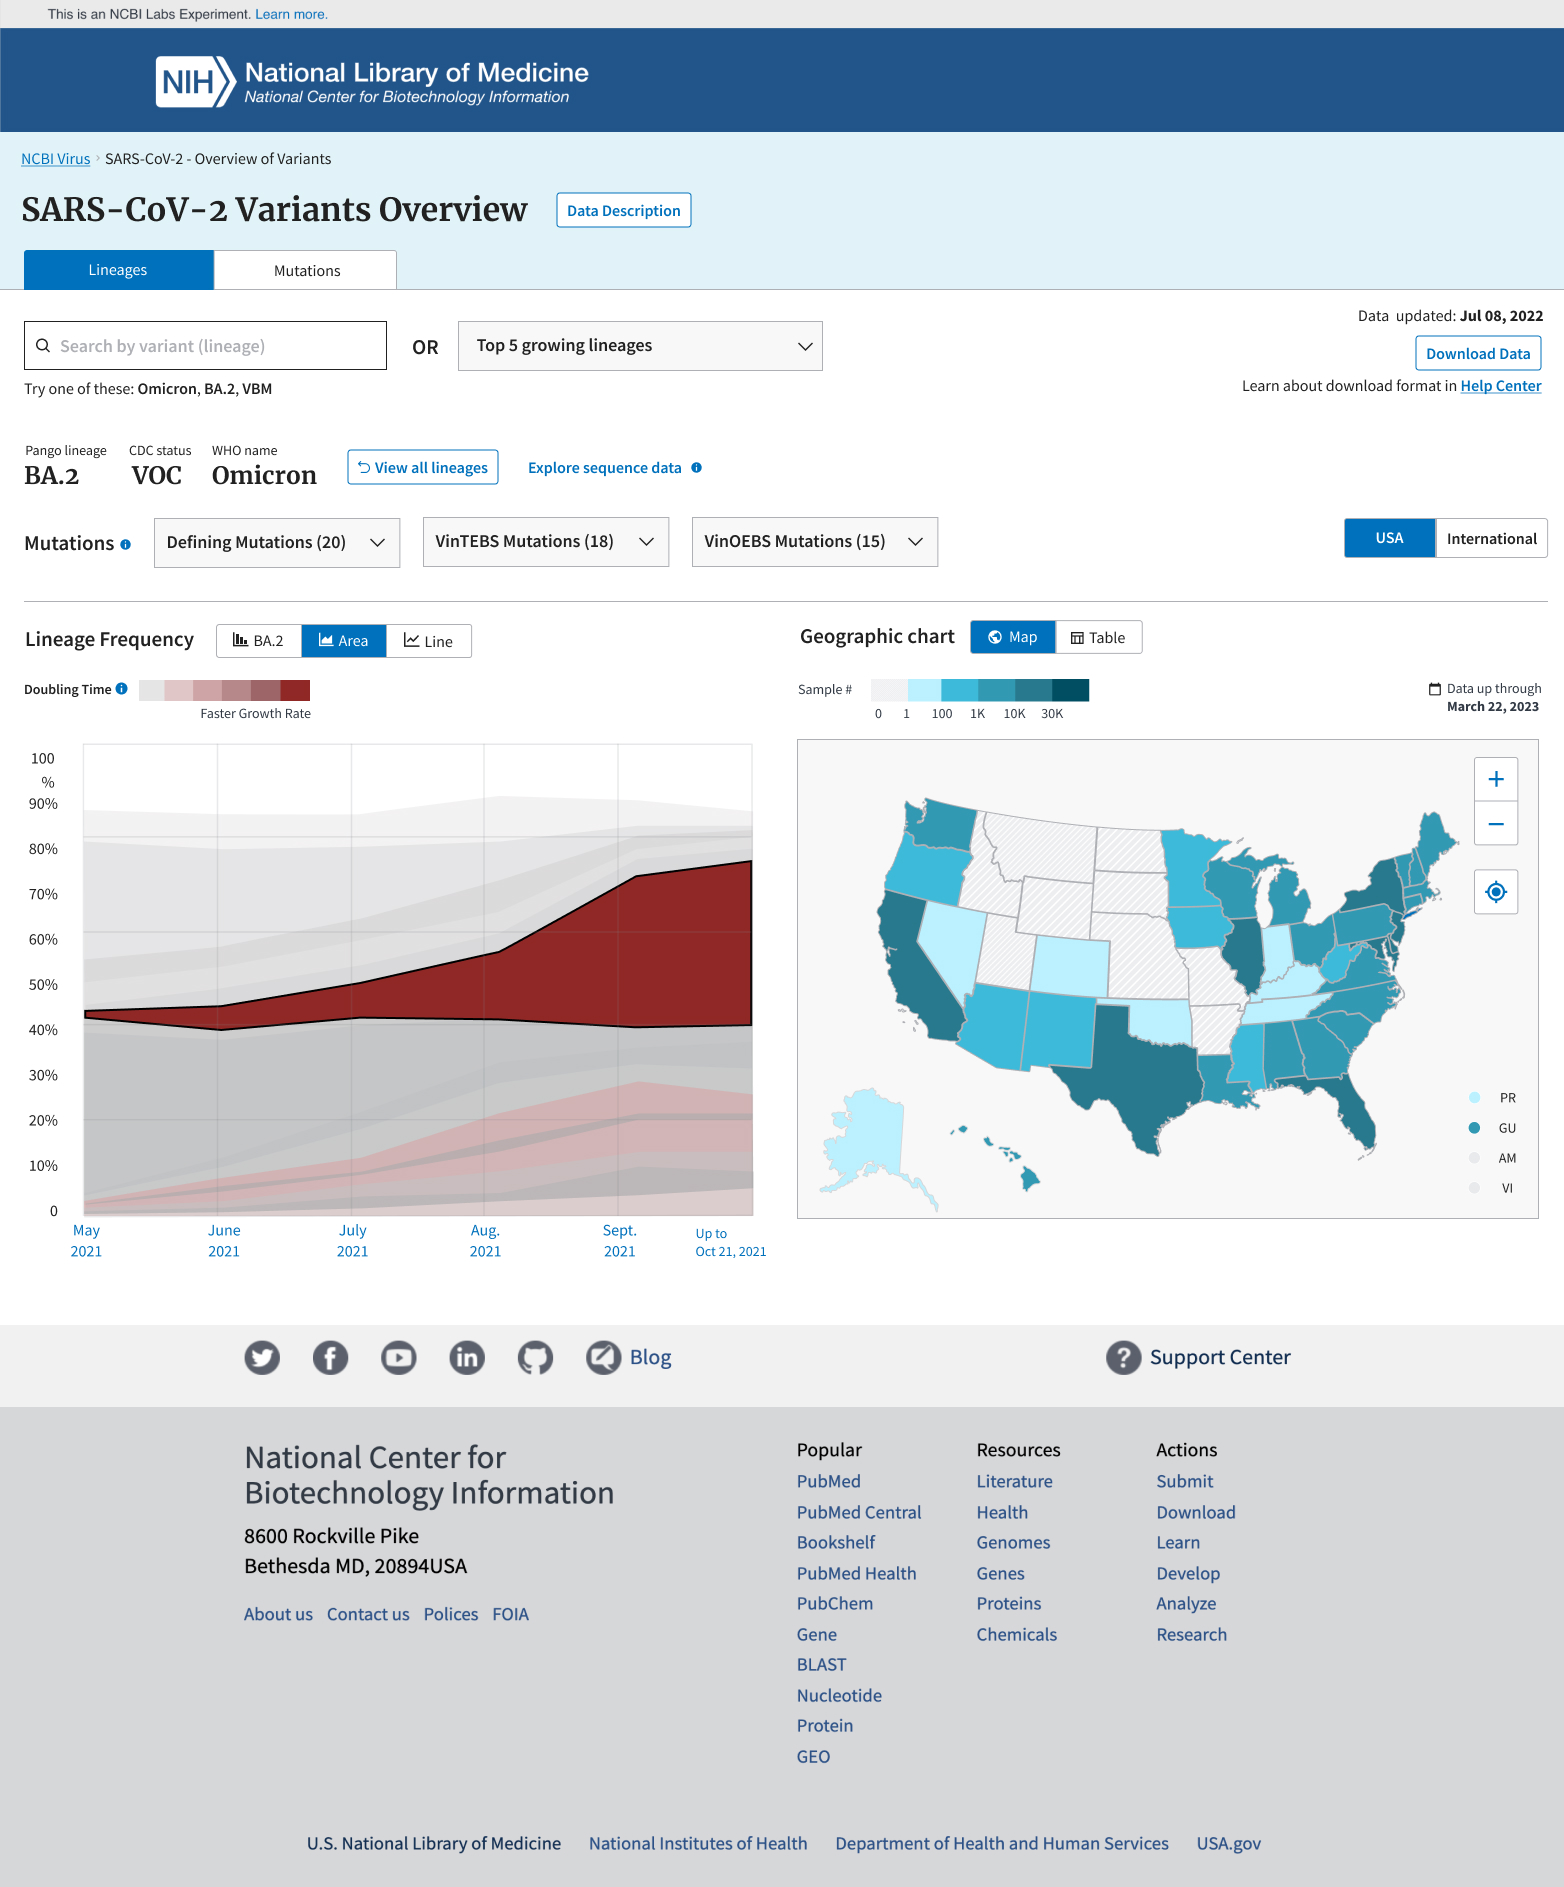 This is an NCBI Labs Experiment. Learn more.
NIH National Library of Medicine
National Center for Biotechnology Information
NCBI Virus › SARS-CoV-2 - Overview of Variants
SARS-CoV-2 Variants Overview
Data Description
Lineages
Mutations
Search by variant (lineage)
OR
Top 5 growing lineages
Try one of these: Omicron, BA.2, VBM
Data updated: Jul 08, 2022
Download Data
Learn about download format in Help Center
Pango lineage
BA.2
CDC status
VOC
WHO name
Omicron
View all lineages
Explore sequence data
Mutations
Defining Mutations (20)
VinTEBS Mutations (18)
VinOEBS Mutations (15)
USA
International
Lineage Frequency
BA.2
Area
Line
Doubling Time
Faster Growth Rate
100
%
90%
80%
70%
60%
50%
40%
30%
20%
10%
0
May
2021
June
2021
July
2021
Aug.
2021
Sept.
2021
Up to
Oct 21, 2021
Geographic chart
Map
Table
Sample #
0 1 100 1K 10K 30K
Data up through
March 22, 2023
PR
GU
AM
VI
Blog
Support Center
National Center for
Biotechnology Information
8600 Rockville Pike
Bethesda MD, 20894USA
About us Contact us Polices FOIA
Popular
PubMed
PubMed Central
Bookshelf
PubMed Health
PubChem
Gene
BLAST
Nucleotide
Protein
GEO
Resources
Literature
Health
Genomes
Genes
Proteins
Chemicals
Actions
Submit
Download
Learn
Develop
Analyze
Research
U.S. National Library of Medicine National Institutes of Health Department of Health and Human Services USA.gov